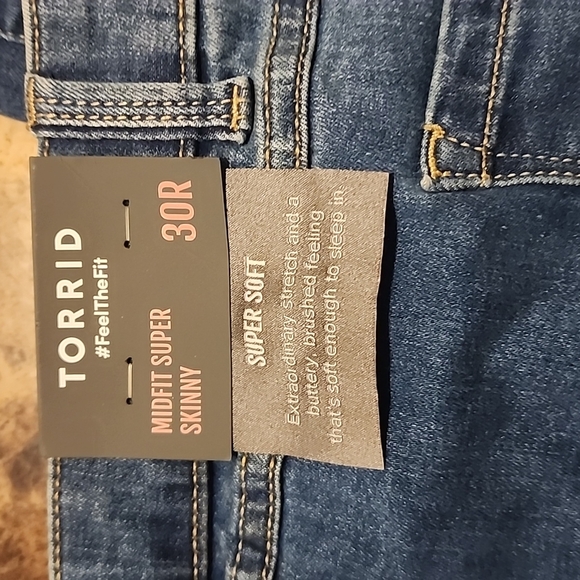 TORRID
#FeelTheFit
MIDFIT SUPER
SKINNY
30R
SUPER SOFT
Extraordinary stretch and a
buttery, brushed feeling
that's soft enough to sleep in.